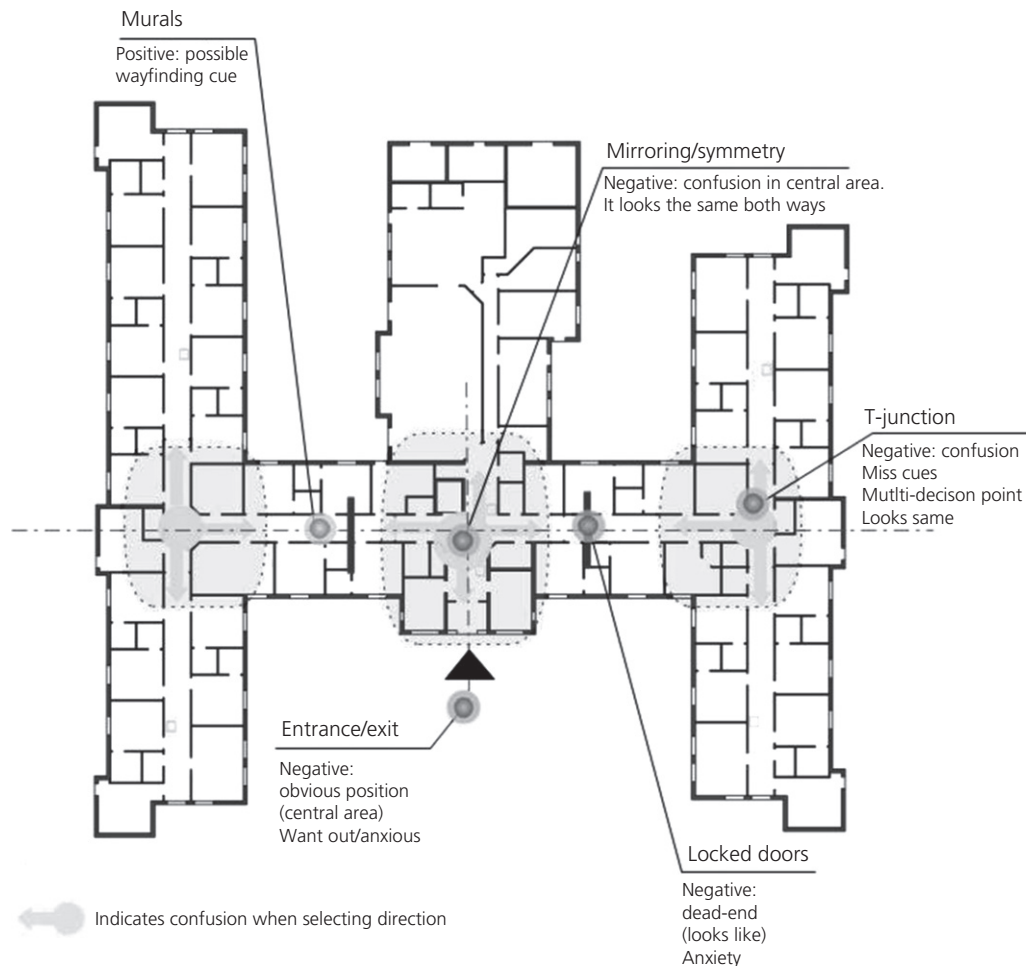 Murals
Positive: possible
wayfinding cue
Mirroring/symmetry
Negative: confusion in central area.
It looks the same both ways
T-junction
Negative: confusion
Miss cues
Mutlti-decison point
Looks same
Entrance/exit
Negative:
obvious position
(central area)
Want out/anxious
Locked doors
Negative:
dead-end
(looks like)
Anxiety
Indicates confusion when selecting direction